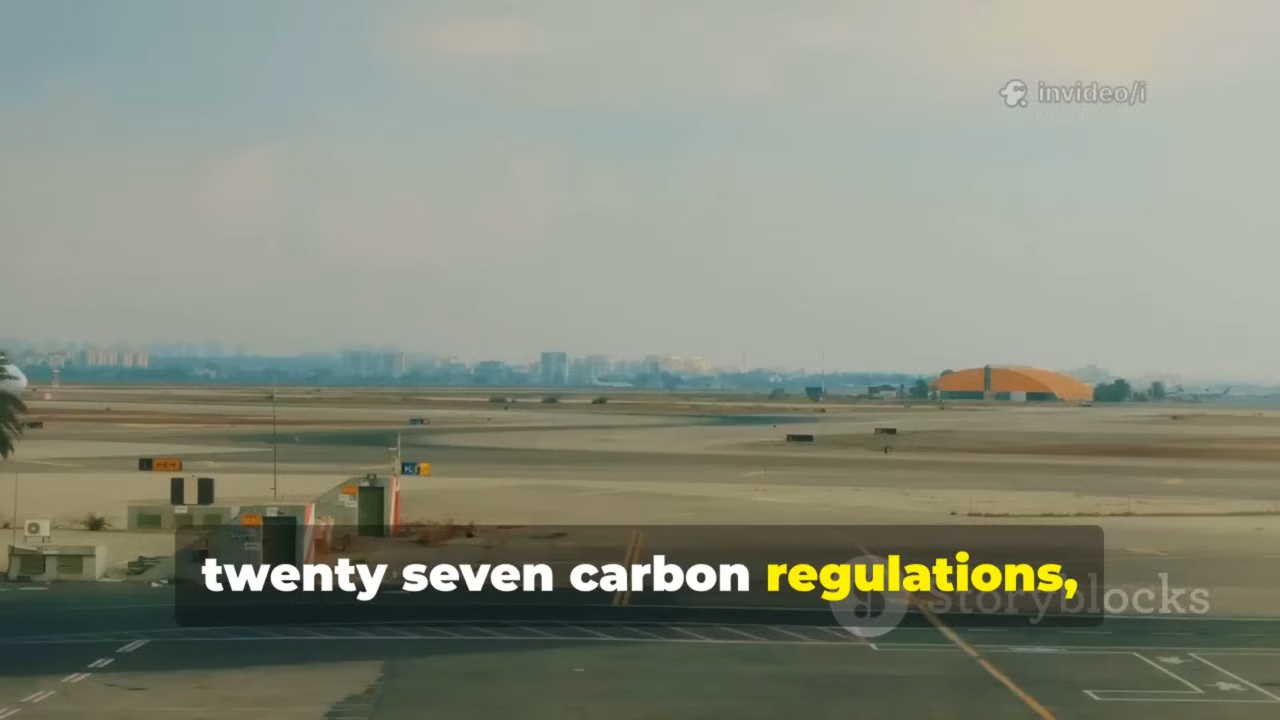 invideo/i
twenty seven carbon regulations,
storyblocks